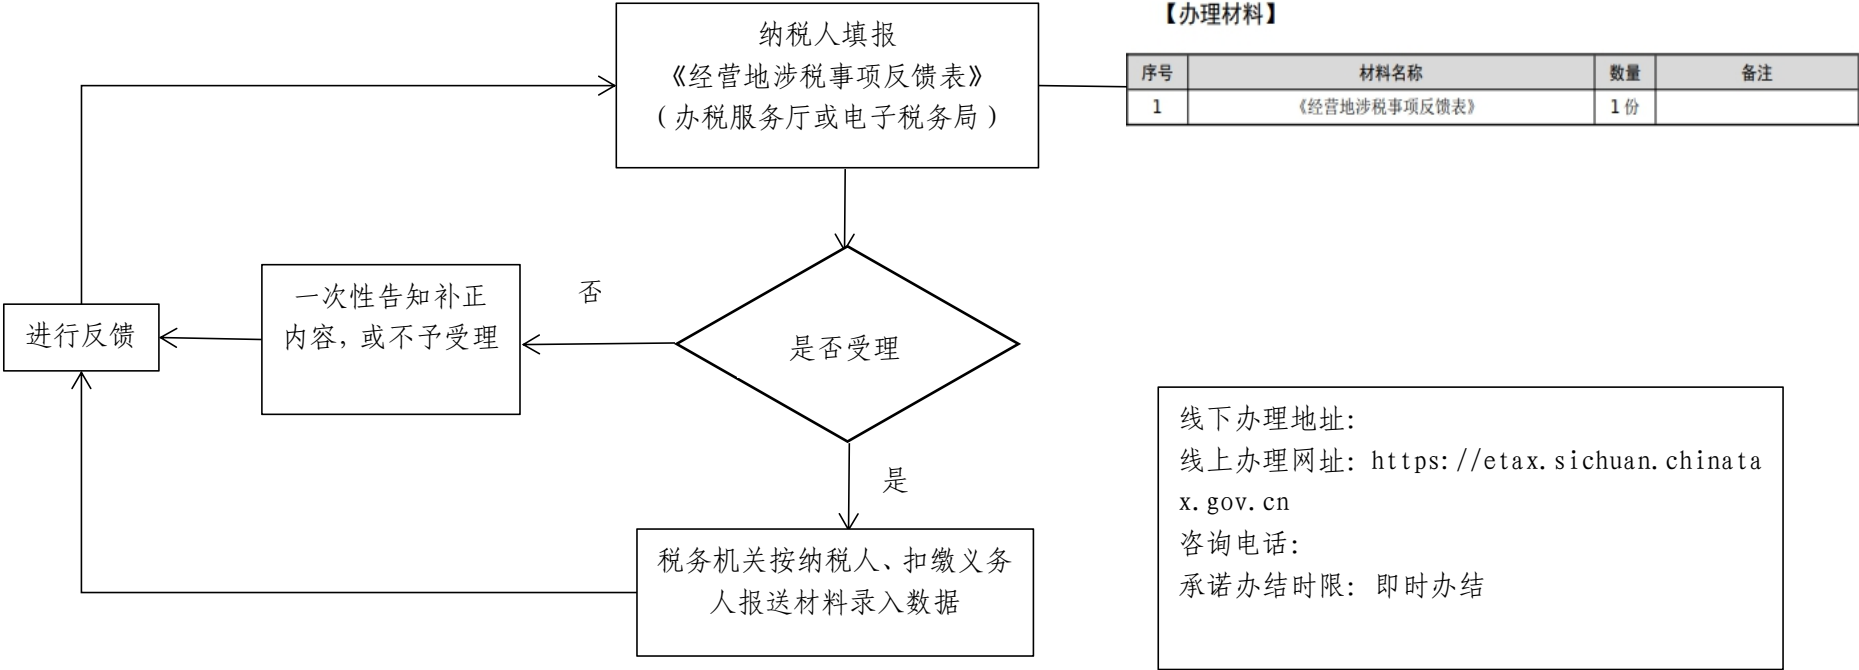 纳税人填报
《经营地涉税事项反馈表》
(办税服务厅或电子税务局)
【办理材料】
序号 材料名称 数量 备注
1 《经营地涉税事项反馈表》 1份
否
一次性告知补正
内容，或不予受理
进行反馈
是否受理
是
税务机关按纳税人、扣缴义务
人报送材料录入数据
线下办理地址：
线上办理网址：https://etax.sichuan.chinata
x.gov.cn
咨询电话：
承诺办结时限：即时办结